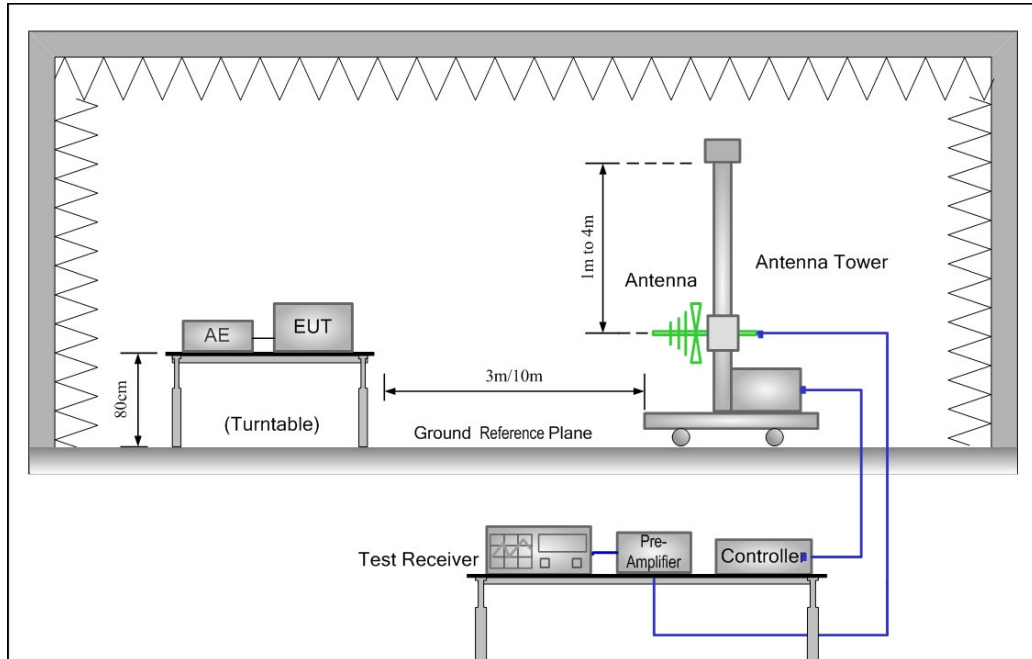 1m to 4m
Antenna
Antenna Tower
AE
EUT
80cm
(Turntable)
3m/10m
Ground Reference Plane
Test Receiver
Pre-
Amplifier
Controller